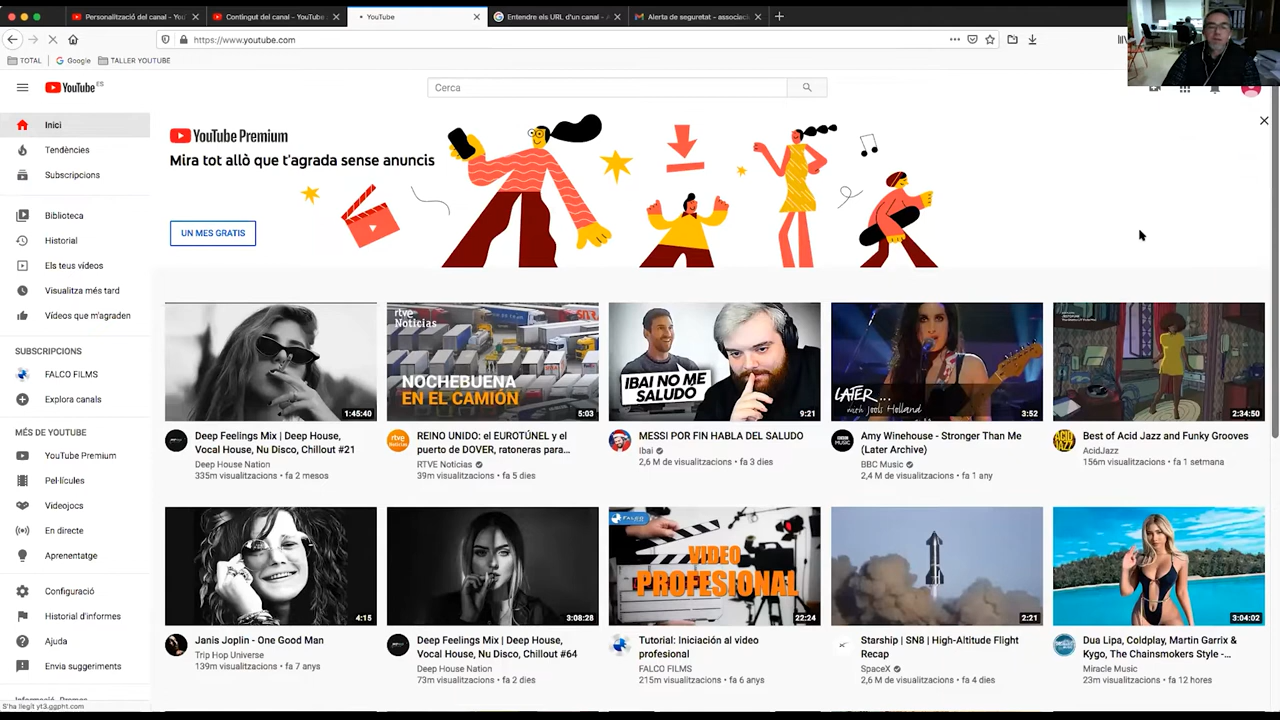 Personalització del canal - You
Contingut del canal - YouTube
YouTube
Entendre els URL d'un canal - A
Alerta de seguretat - associaci
https://www.youtube.com
TOTAL
Google
TALLER YOUTUBE
YouTube ES
Cerca
Inici
Tendències
Subscripcions
Biblioteca
Historial
Els teus vídeos
Visualitza més tard
Vídeos que m'agraden
SUBSCRIPCIONS
FALCO FILMS
Explora canals
MÉS DE YOUTUBE
YouTube Premium
Pel·lícules
Videojocs
En directe
Aprenentatge
Configuració
Historial d'informes
Ajuda
Envia suggeriments
S'ha llegit yt3.ggpht.com
YouTube Premium
Mira tot allò que t'agrada sense anuncis
UN MES GRATIS
1:45:40
Deep Feelings Mix | Deep House,
Vocal House, Nu Disco, Chillout #21
Deep House Nation
335m visualitzacions • fa 2 mesos
rtve
Noticias
NOCHEBUENA
EN EL CAMIÓN
5:03
REINO UNIDO: el EUROTÚNEL y el
puerto de DOVER, ratoneras para...
RTVE Noticias
39m visualitzacions • fa 5 dies
IBAI NO ME
SALUDO
9:21
MESSI POR FIN HABLA DEL SALUDO
Ibai
2,6 M de visualitzacions • fa 3 dies
LATER...
with Jools Holland
3:52
Amy Winehouse - Stronger Than Me
(Later Archive)
BBC Music
2,4 M de visualitzacions • fa 1 any
2:34:50
ACID JAZZ
Best of Acid Jazz and Funky Grooves
AcidJazz
156m visualitzacions • fa 1 setmana
4:15
Janis Joplin - One Good Man
Trip Hop Universe
139m visualitzacions • fa 7 anys
3:08:28
Deep Feelings Mix | Deep House,
Vocal House, Nu Disco, Chillout #64
Deep House Nation
73m visualitzacions • fa 2 dies
FALCO
VIDEO
PROFESIONAL
22:24
Tutorial: Iniciación al video
profesional
FALCO FILMS
215m visualitzacions • fa 6 anys
2:21
Starship | SN8 | High-Altitude Flight
Recap
SpaceX
2,6 M de visualitzacions • fa 4 dies
3:04:02
Dua Lipa, Coldplay, Martin Garrix &
Kygo, The Chainsmokers Style -...
Miracle Music
23m visualitzacions • fa 12 hores